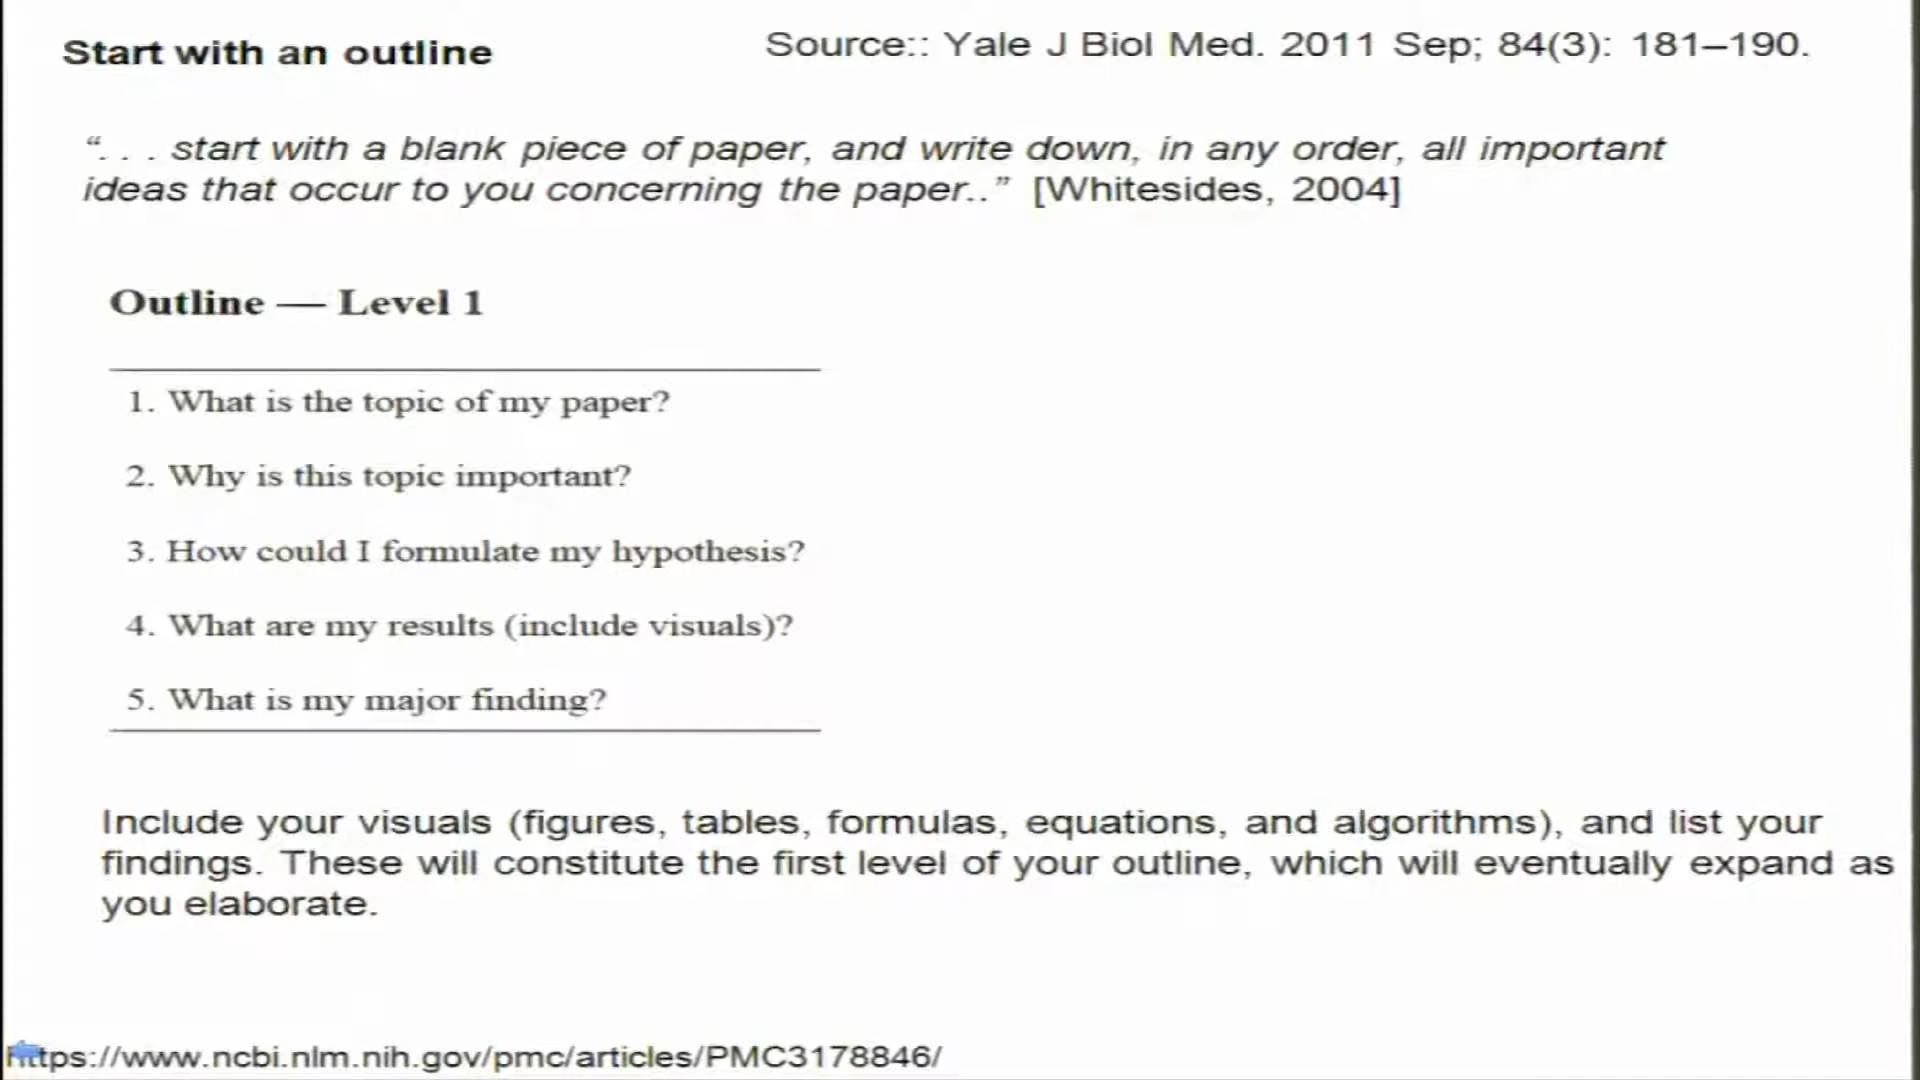 Start with an outline
Source:: Yale J Biol Med. 2011 Sep; 84(3): 181–190.
“. . . start with a blank piece of paper, and write down, in any order, all important
ideas that occur to you concerning the paper..” [Whitesides, 2004]
Outline — Level 1
1. What is the topic of my paper?
2. Why is this topic important?
3. How could I formulate my hypothesis?
4. What are my results (include visuals)?
5. What is my major finding?
Include your visuals (figures, tables, formulas, equations, and algorithms), and list your
findings. These will constitute the first level of your outline, which will eventually expand as
you elaborate.
https://www.ncbi.nlm.nih.gov/pmc/articles/PMC3178846/